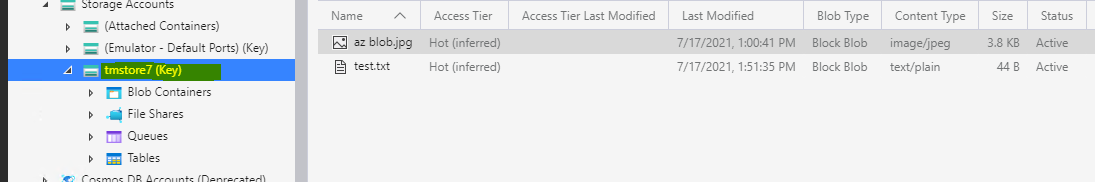 Storage Accounts
(Attached Containers)
(Emulator - Default Ports) (Key)
tmstore7 (Key)
Blob Containers
File Shares
Queues
Tables
Cosmos DB Accounts (Deprecated)
Name Access Tier Access Tier Last Modified Last Modified Blob Type Content Type Size Status
az blob.jpg Hot (inferred) 7/17/2021, 1:00:41 PM Block Blob image/jpeg 3.8 KB Active
test.txt Hot (inferred) 7/17/2021, 1:51:35 PM Block Blob text/plain 44 B Active